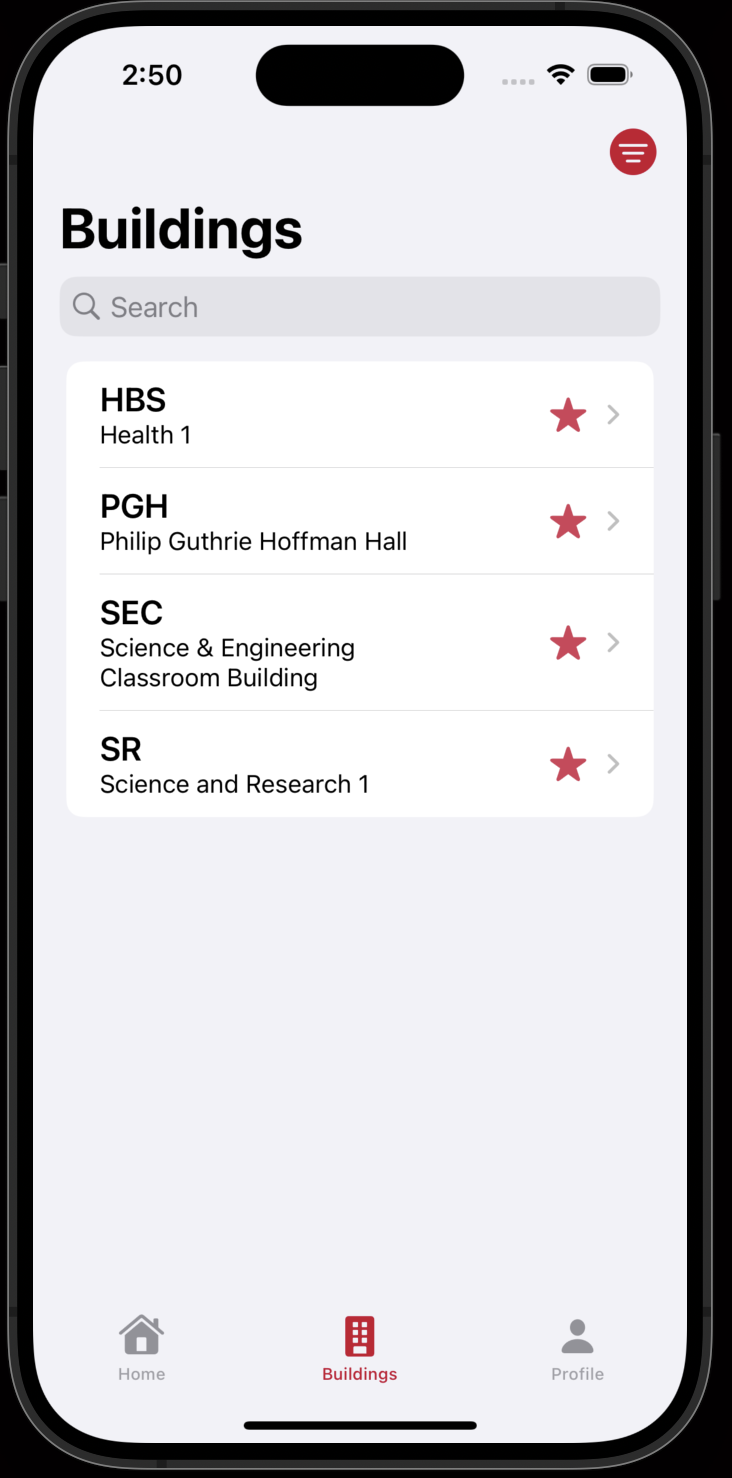 2:50
Buildings
Search
HBS
Health 1
PGH
Philip Guthrie Hoffman Hall
SEC
Science & Engineering
Classroom Building
SR
Science and Research 1
Home
Buildings
Profile